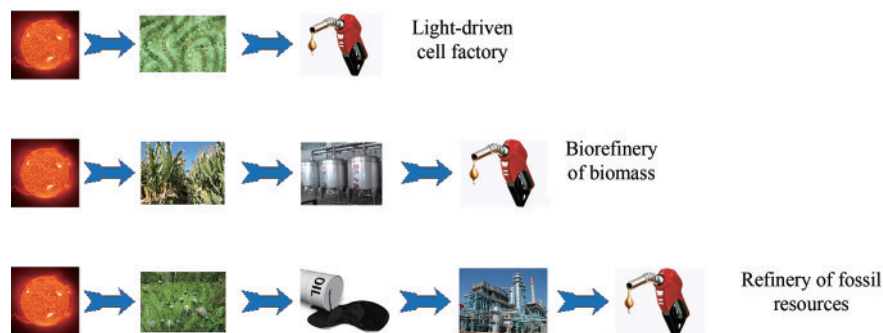 Light-driven
cell factory
Biorefinery
of biomass
OIL
Refinery of fossil
resources